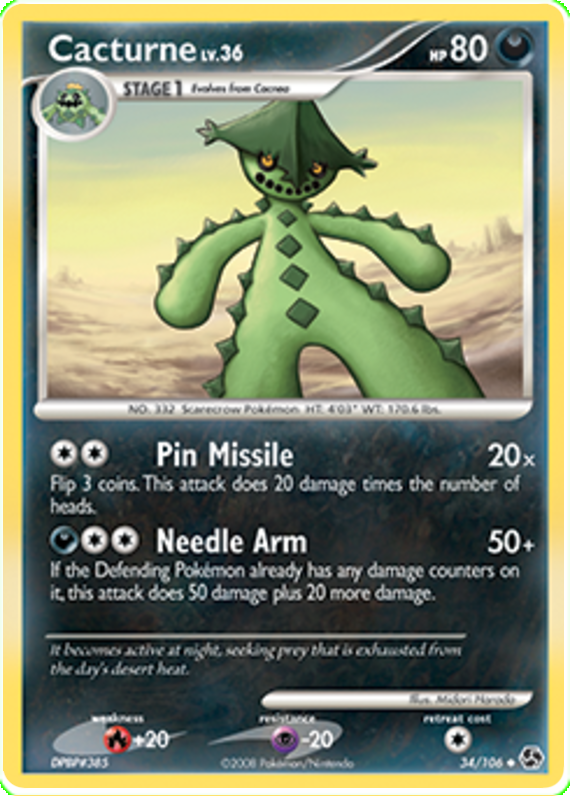 Cacturne LV.36 HP 80
STAGE 1 Evolves from Cacnea
NO. 332 Scarecrow Pokémon HT: 4'03" WT: 170.6 lbs.
Pin Missile 20x
Flip 3 coins. This attack does 20 damage times the number of
heads.
Needle Arm 50+
If the Defending Pokémon already has any damage counters on
it, this attack does 50 damage plus 20 more damage.
It becomes active at night, seeking prey that is exhausted from
the day's desert heat.
Illus. Midori Harada
weakness resistance retreat cost
+20 -20
DPBP#385 ©2008 Pokémon/Nintendo 34/106